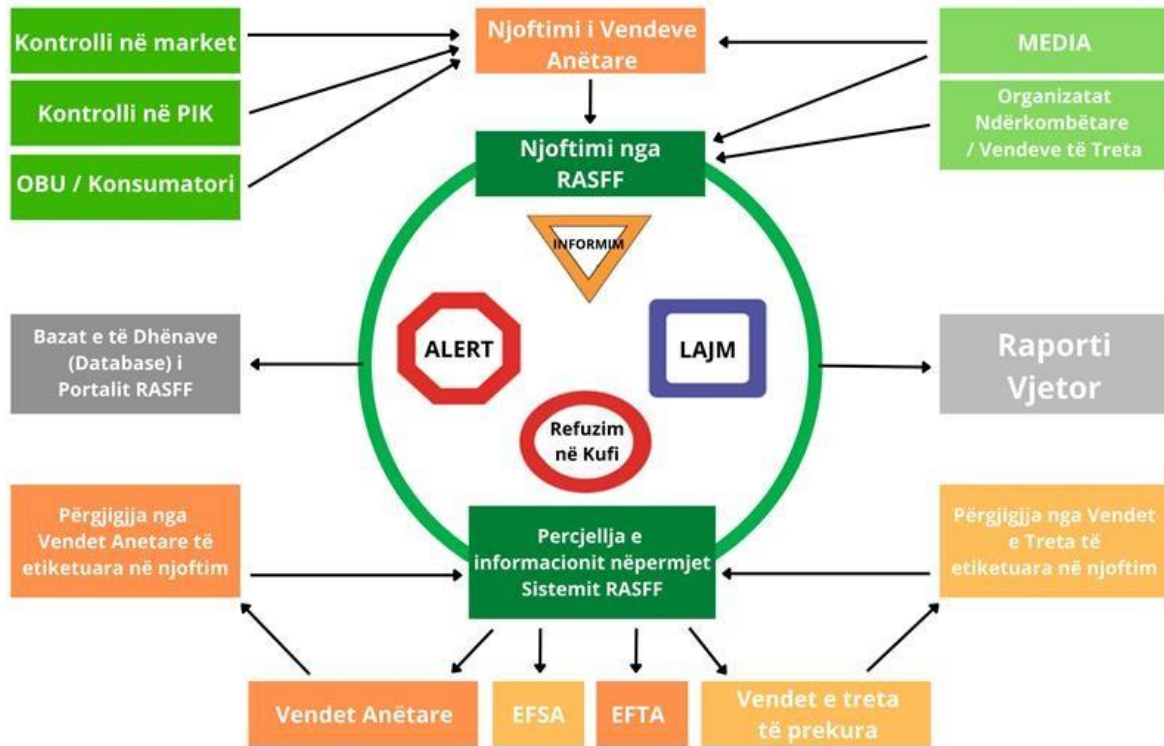 Kontrolli në market
Kontrolli në PIK
OBU / Konsumatori
Njoftimi i Vendeve
Anëtare
MEDIA
Organizatat
Ndërkombëtare
/ Vendeve të Treta
Njoftimi nga
RASFF
INFORMIM
ALERT
LAJM
Refuzim
në Kufi
Bazat e të Dhënave
(Database) i
Portalit RASFF
Raporti
Vjetor
Përgjigjja nga
Vendet Anetare të
etiketuara në njoftim
Percjellja e
informacionit nëpermjet
Sistemit RASFF
Përgjigjja nga Vendet
e Treta të
etiketuara në njoftim
Vendet Anëtare
EFSA
EFTA
Vendet e treta
të prekura